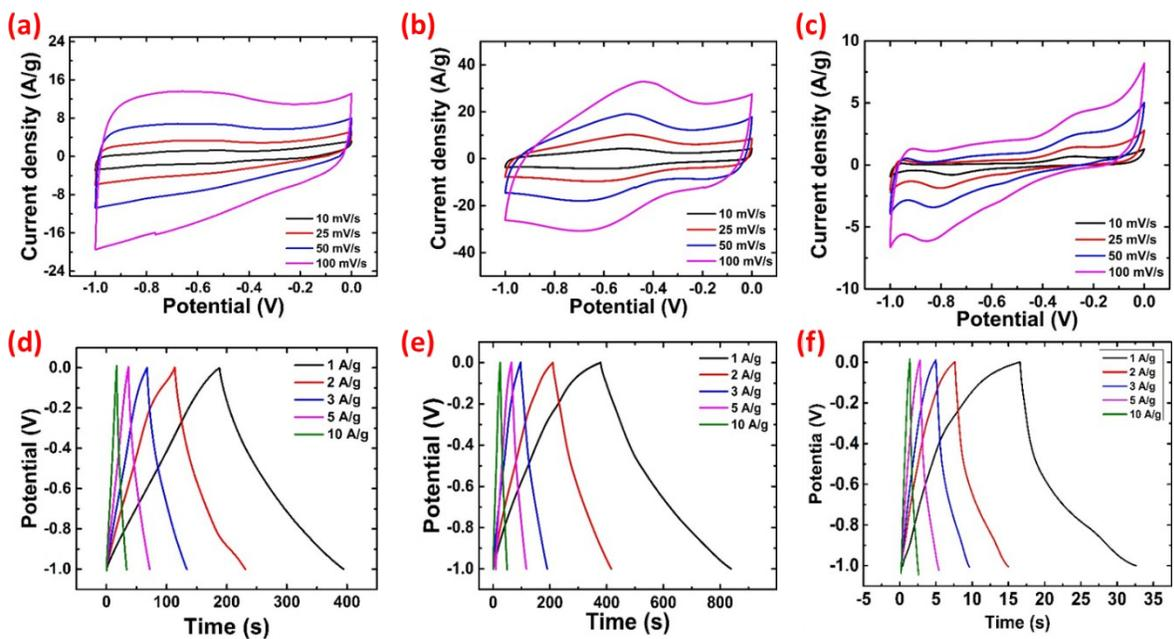 (a)
24
16
8
0
-8
-16
-24
Current density (A/g)
-1.0 -0.8 -0.6 -0.4 -0.2 0.0
Potential (V)
10 mV/s
25 mV/s
50 mV/s
100 mV/s
(b)
40
20
0
-20
-40
Current density (A/g)
-1.0 -0.8 -0.6 -0.4 -0.2 0.0
Potential (V)
10 mV/s
25 mV/s
50 mV/s
100 mV/s
(c)
10
5
0
-5
-10
Current density (A/g)
-1.0 -0.8 -0.6 -0.4 -0.2 0.0
Potential (V)
10 mV/s
25 mV/s
50 mV/s
100 mV/s
(d)
0.0
-0.2
-0.4
-0.6
-0.8
-1.0
Potential (V)
0 100 200 300 400
Time (s)
1 A/g
2 A/g
3 A/g
5 A/g
10 A/g
(e)
0.0
-0.2
-0.4
-0.6
-0.8
-1.0
Potential (V)
0 200 400 600 800
Time (s)
1 A/g
2 A/g
3 A/g
5 A/g
10 A/g
(f)
0.0
-0.2
-0.4
-0.6
-0.8
-1.0
Potentia (V)
-5 0 5 10 15 20 25 30 35
Time (s)
1 A/g
2 A/g
3 A/g
5 A/g
10 A/g